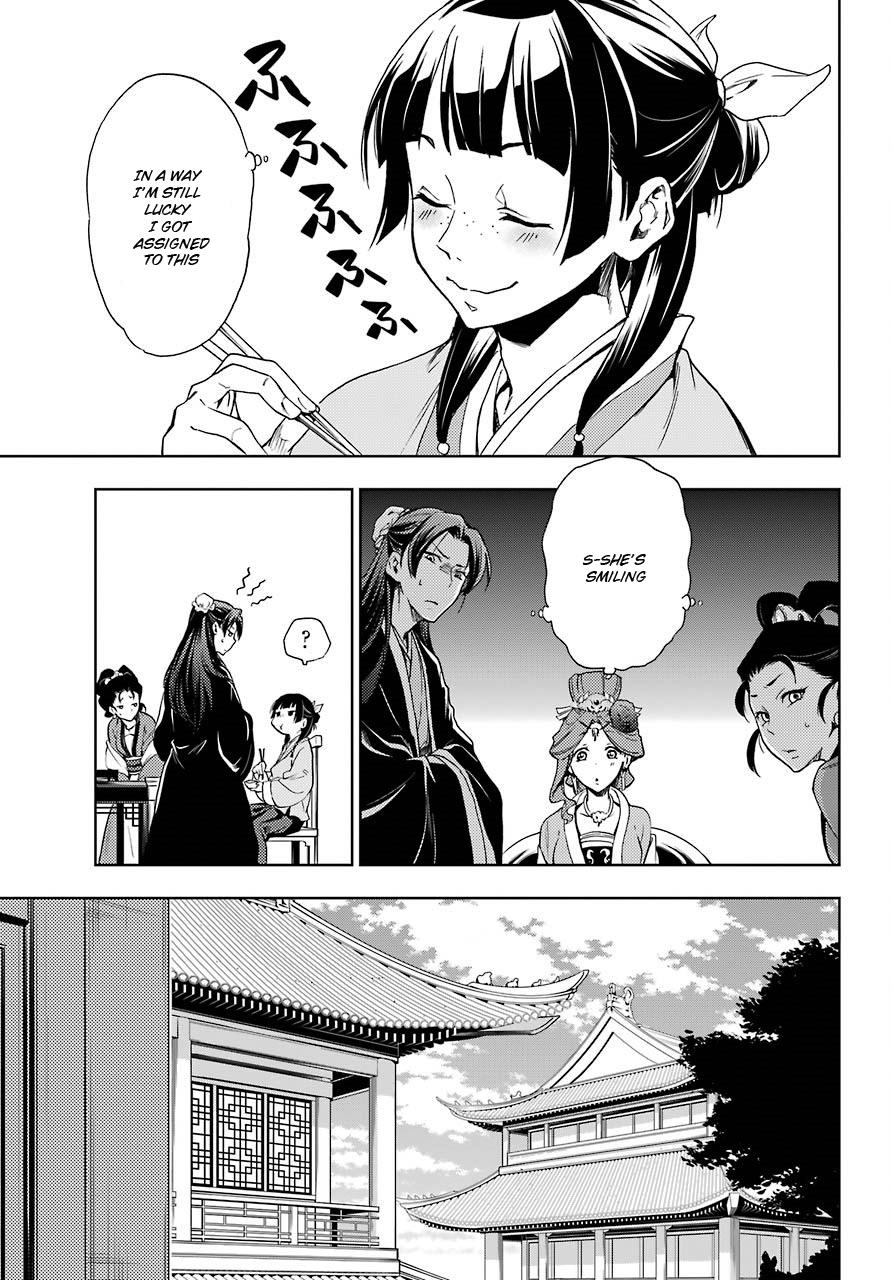 ふふふふふ
IN A WAY
I'M STILL
LUCKY
I GOT
ASSIGNED
TO THIS
S-SHE'S
SMILING
?